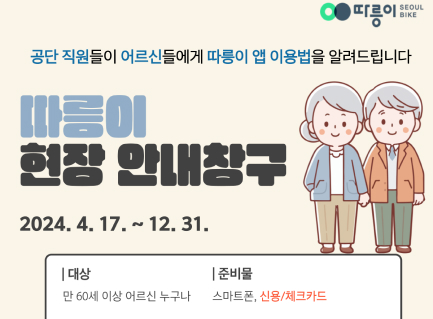 따릉이 SEOUL BIKE
공단 직원들이 어르신들에게 따릉이 앱 이용법을 알려드립니다
따릉이
현장 안내창구
2024. 4. 17. ~ 12. 31.
| 대상
만 60세 이상 어르신 누구나
| 준비물
스마트폰, 신용/체크카드